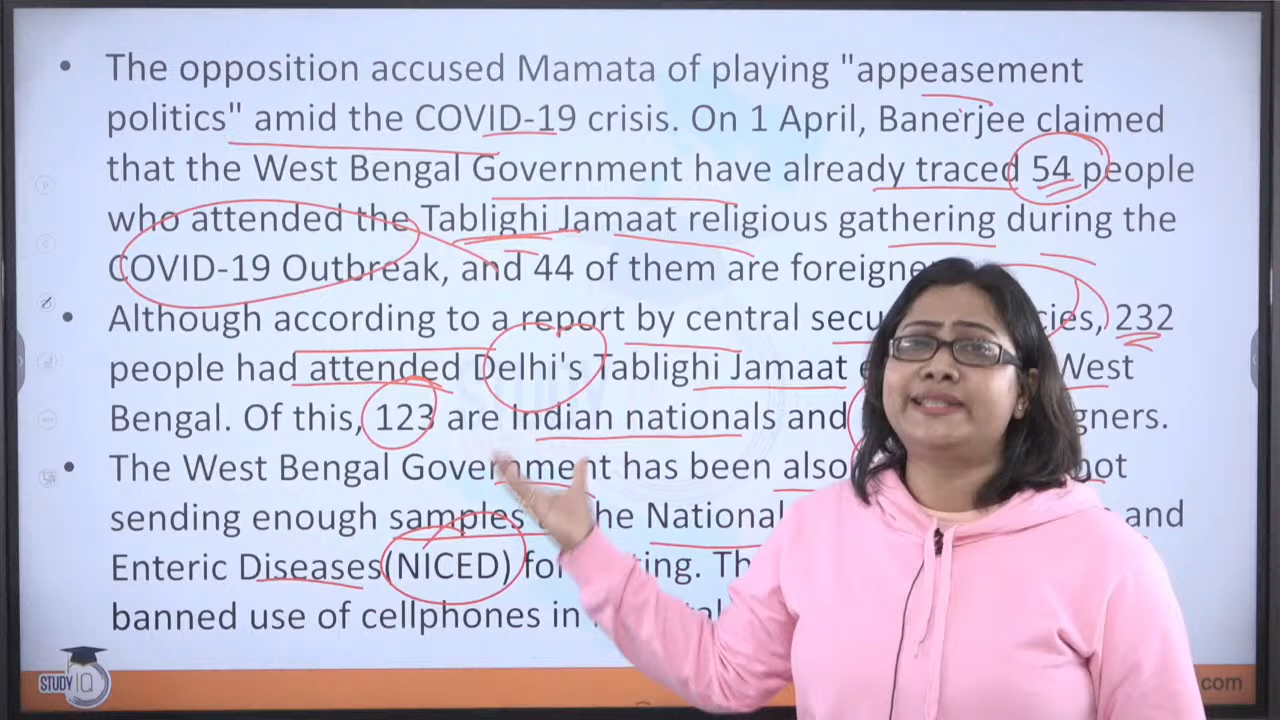 • The opposition accused Mamata of playing "appeasement
politics" amid the COVID-19 crisis. On 1 April, Banerjee claimed
that the West Bengal Government have already traced 54 people
who attended the Tablighi Jamaat religious gathering during the
COVID-19 Outbreak, and 44 of them are
• Although according to a report by central 232
people had attended Delhi's Tablighi Jamaat West
Bengal. Of this, 123 are Indian nationals and
• The West Bengal Government has been also not
sending enough samples he National and
Enteric Diseases(NICED)
banned use of cellphones in
STUDY IQ
com